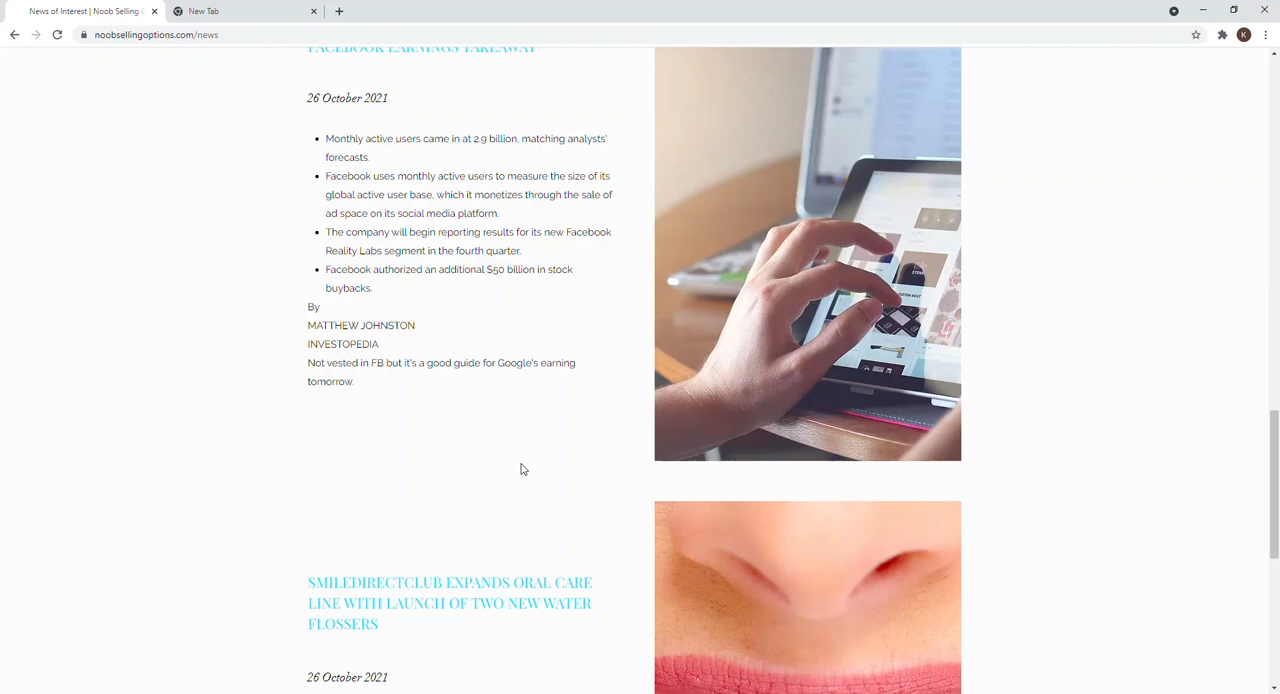 News of Interest | Noob Selling O
New Tab
noobsellingoptions.com/news
K
FACEBOOK EARNINGS TAKEAWAY
26 October 2021
• Monthly active users came in at 2.9 billion, matching analysts'
forecasts.
• Facebook uses monthly active users to measure the size of its
global active user base, which it monetizes through the sale of
ad space on its social media platform.
• The company will begin reporting results for its new Facebook
Reality Labs segment in the fourth quarter.
• Facebook authorized an additional $50 billion in stock
buybacks.
By
MATTHEW JOHNSTON
INVESTOPEDIA
Not vested in FB but it's a good guide for Google's earning
tomorrow.
SMILEDIRECTCLUB EXPANDS ORAL CARE
LINE WITH LAUNCH OF TWO NEW WATER
FLOSSERS
26 October 2021